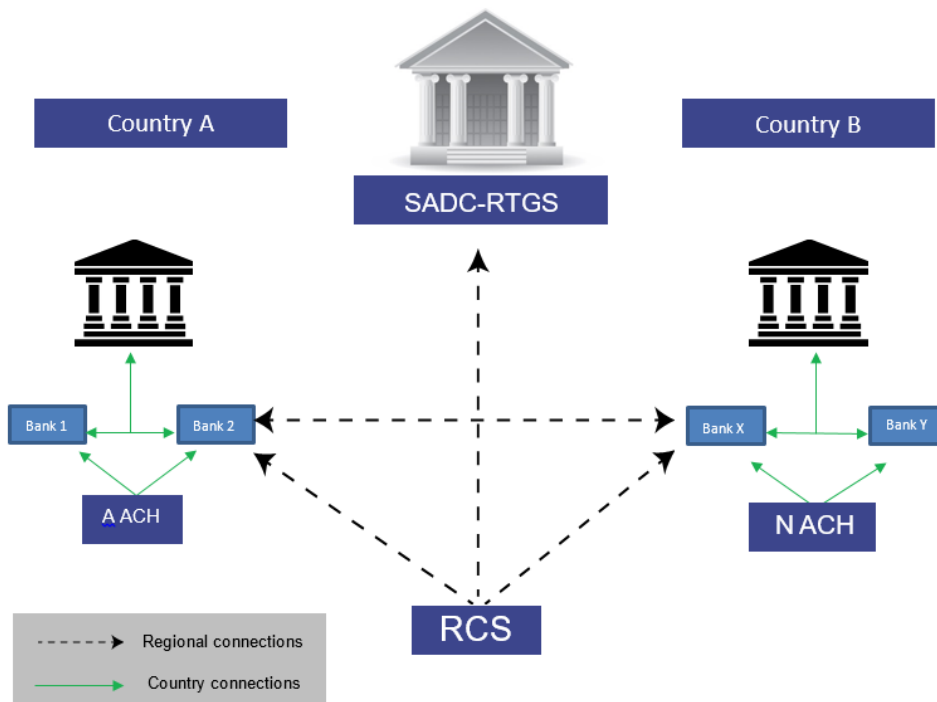 Country A
Country B
SADC-RTGS
Bank 1
Bank 2
Bank X
Bank Y
A ACH
N ACH
RCS
Regional connections
Country connections